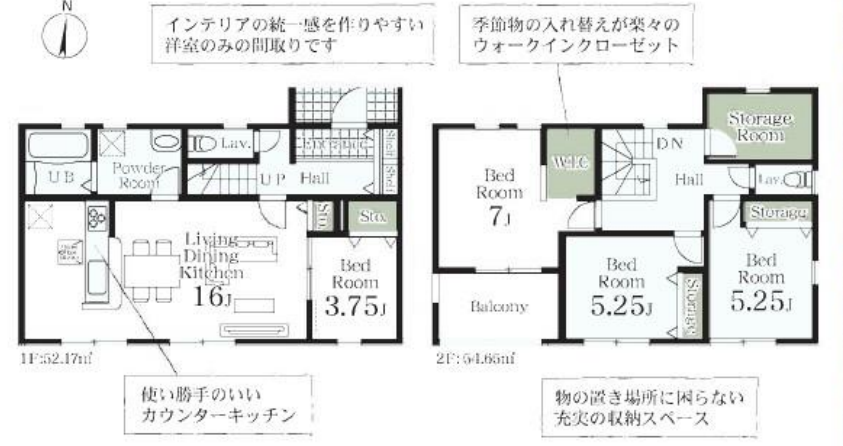 N
インテリアの統一感を作りやすい
洋室のみの間取りです
季節物の入れ替えが楽々の
ウォークインクローゼット
UB
Powder
Room
Lav.
UP
Entrance
Hall
Shelf
Shelf
Living
Dining
Kitchen
16J
Sto.
Sto.
Bed
Room
3.75J
1F:52.17㎡
Bed
Room
7J
W.I.C
DN
Hall
Storage
Room
Lav.
Storage
Bed
Room
5.25J
Storage
Bed
Room
5.25J
Balcony
2F:54.65㎡
使い勝手のいい
カウンターキッチン
物の置き場所に困らない
充実の収納スペース